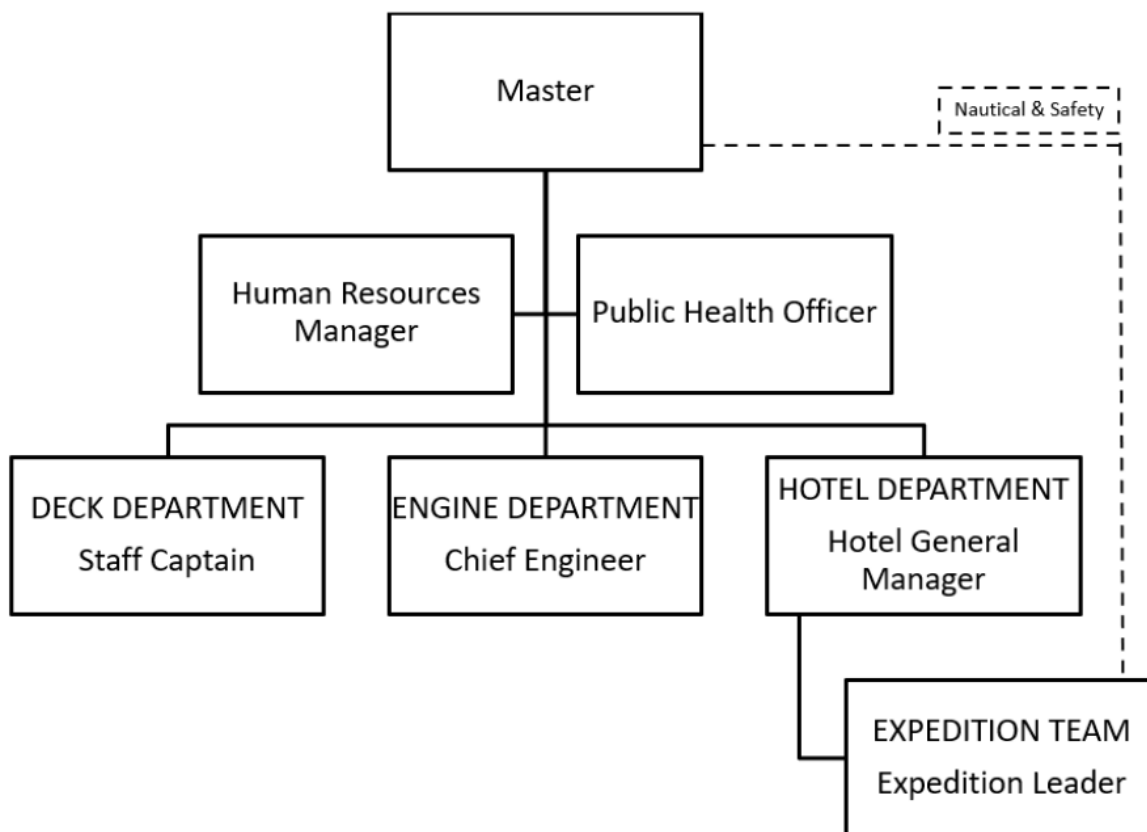 Master
Nautical & Safety
Human Resources
Manager
Public Health Officer
DECK DEPARTMENT
Staff Captain
ENGINE DEPARTMENT
Chief Engineer
HOTEL DEPARTMENT
Hotel General
Manager
EXPEDITION TEAM
Expedition Leader